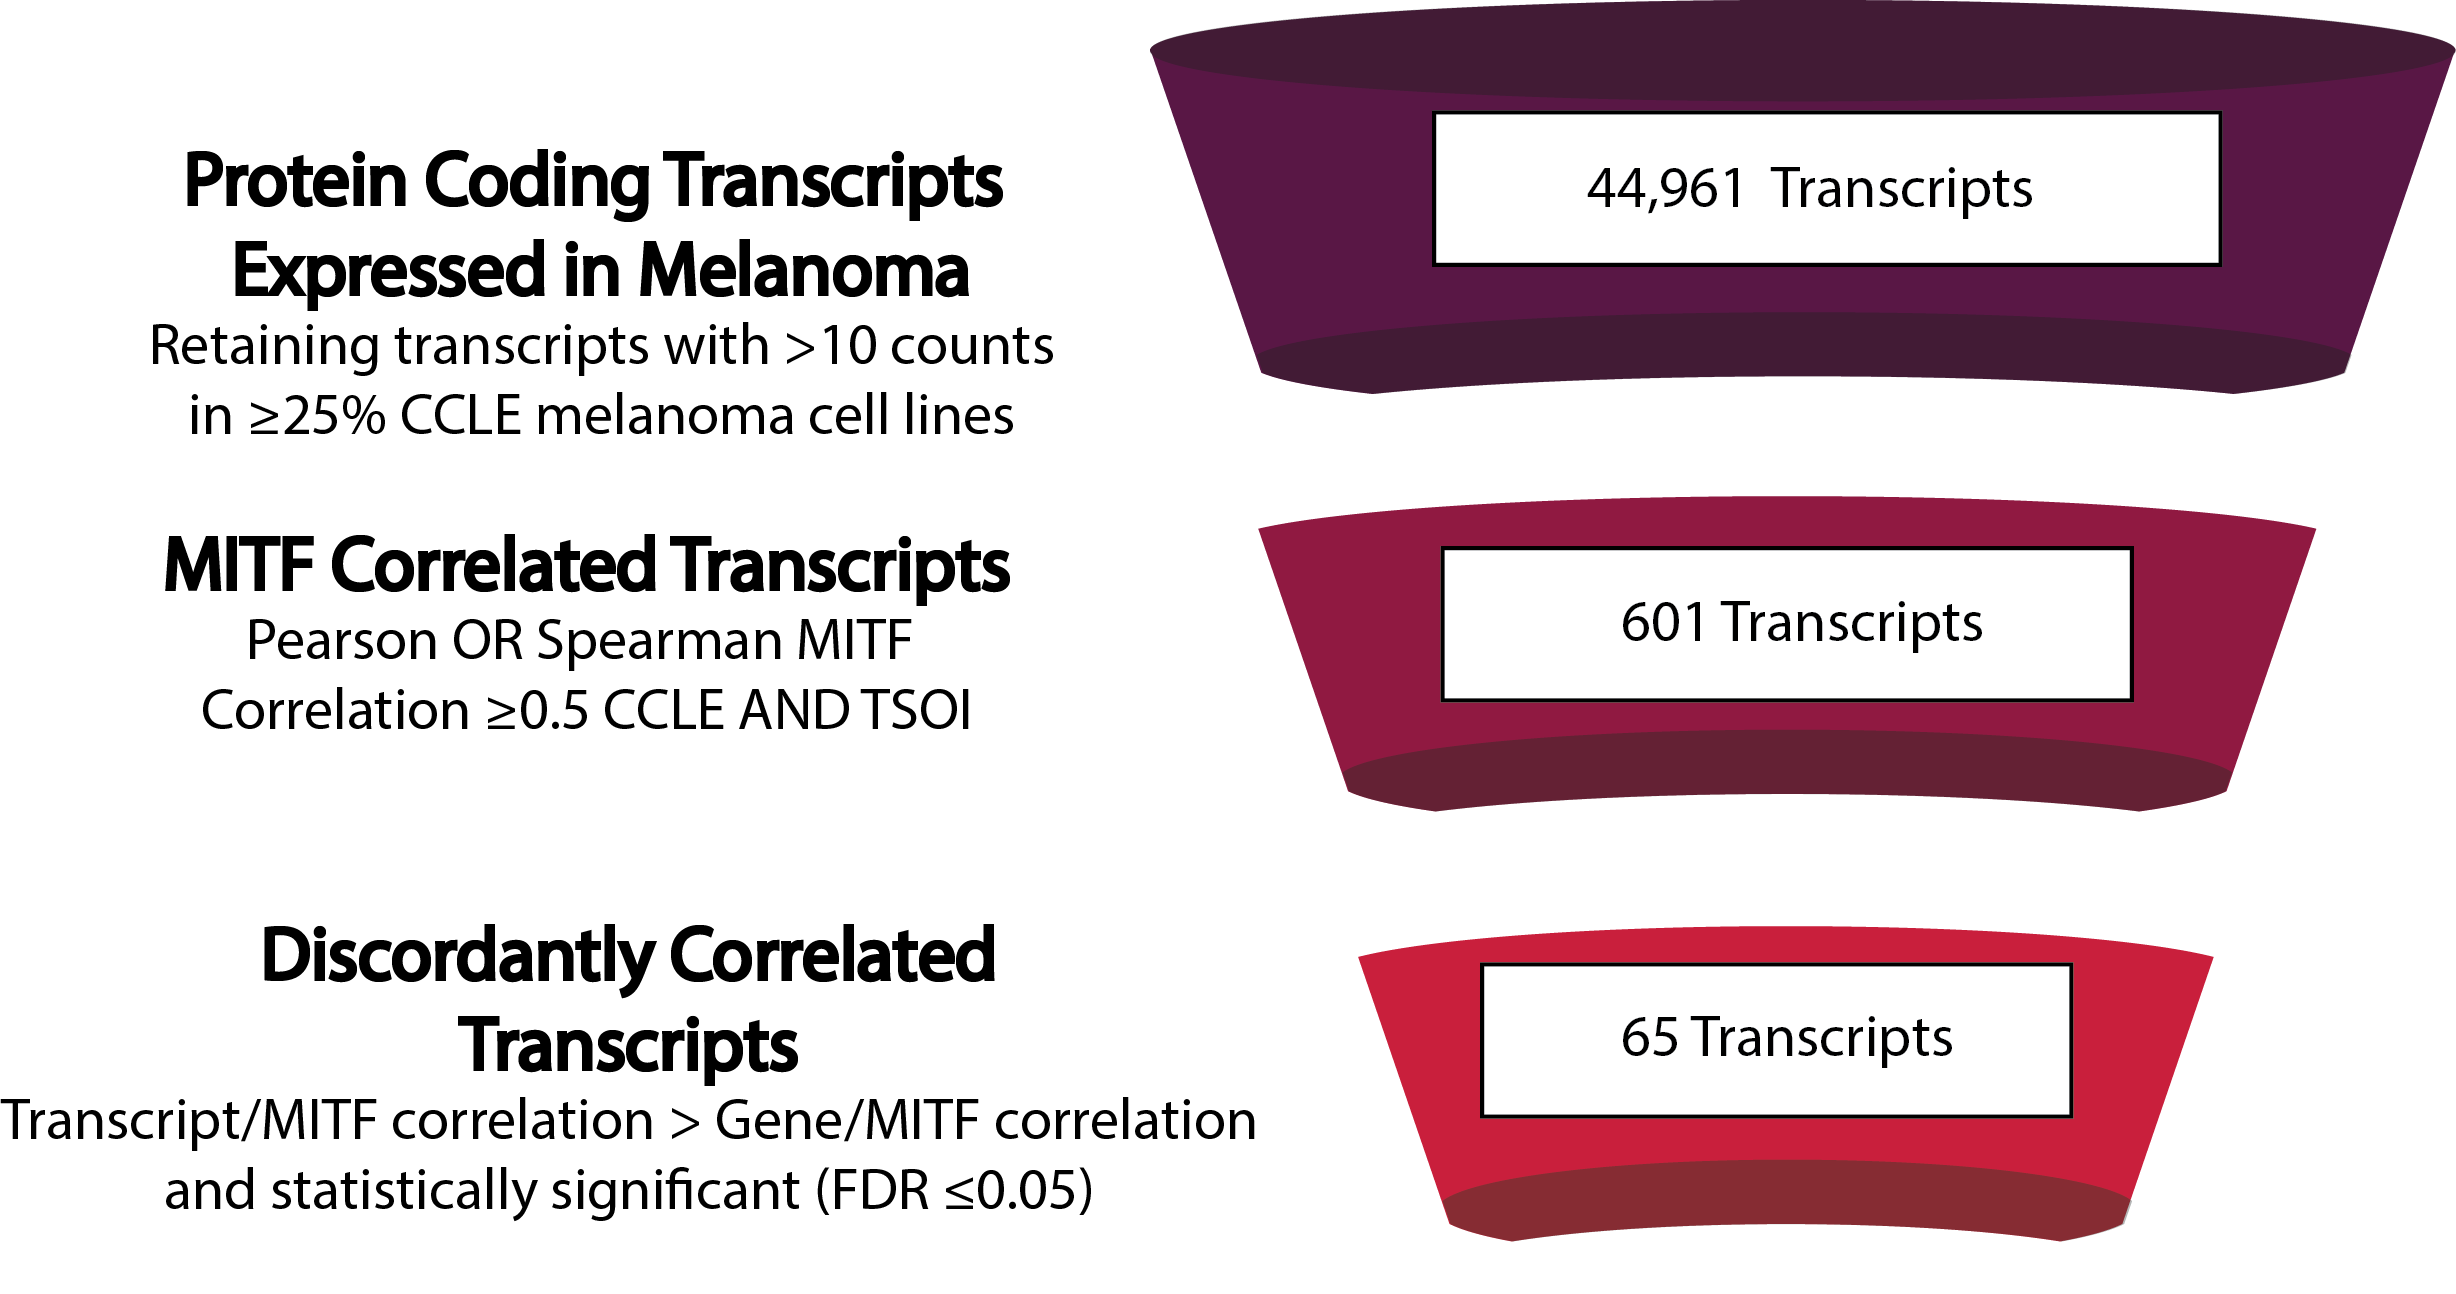 Protein Coding Transcripts
Expressed in Melanoma
Retaining transcripts with >10 counts
in ≥25% CCLE melanoma cell lines
44,961 Transcripts
MITF Correlated Transcripts
Pearson OR Spearman MITF
Correlation ≥0.5 CCLE AND TSOI
601 Transcripts
Discordantly Correlated
Transcripts
Transcript/MITF correlation > Gene/MITF correlation
and statistically significant (FDR ≤0.05)
65 Transcripts